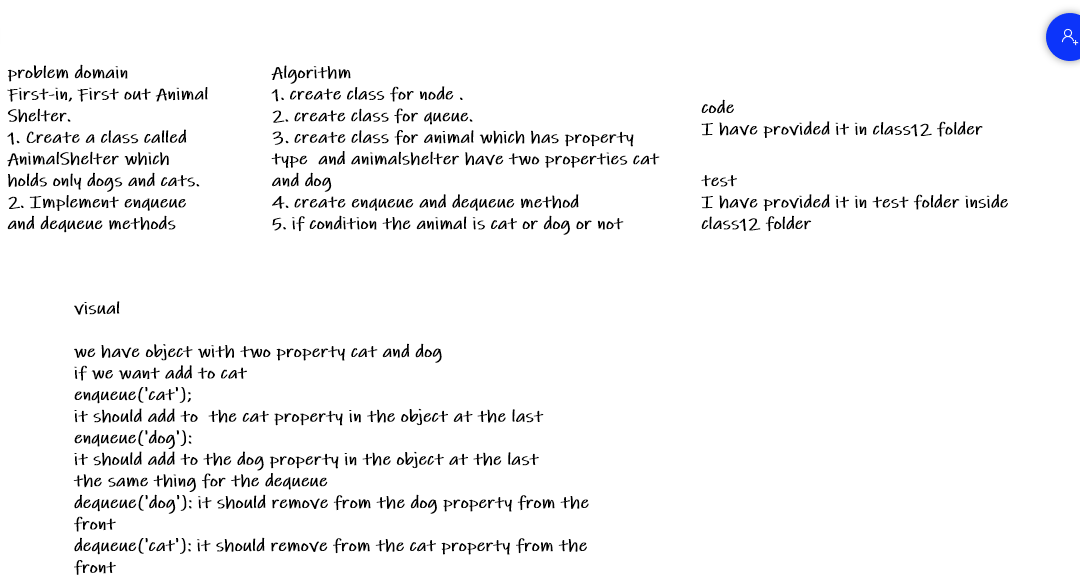 problem domain
First-in, First out Animal
Shelter.
1. Create a class called
AnimalShelter which
holds only dogs and cats.
2. Implement enqueue
and dequeue methods
Algorithm
1. create class for node .
2. create class for queue.
3. create class for animal which has property
type  and animalshelter have two properties cat
and dog
4. create enqueue and dequeue method
5. if condition the animal is cat or dog or not
code
I have provided it in class12 folder
test
I have provided it in test folder inside
class12 folder
visual
we have object with two property cat and dog
if we want add to cat
enqueue('cat');
it should add to  the cat property in the object at the last
enqueue('dog'):
it should add to the dog property in the object at the last
the same thing for the dequeue
dequeue('dog'): it should remove from the dog property from the
front
dequeue('cat'): it should remove from the cat property from the
front